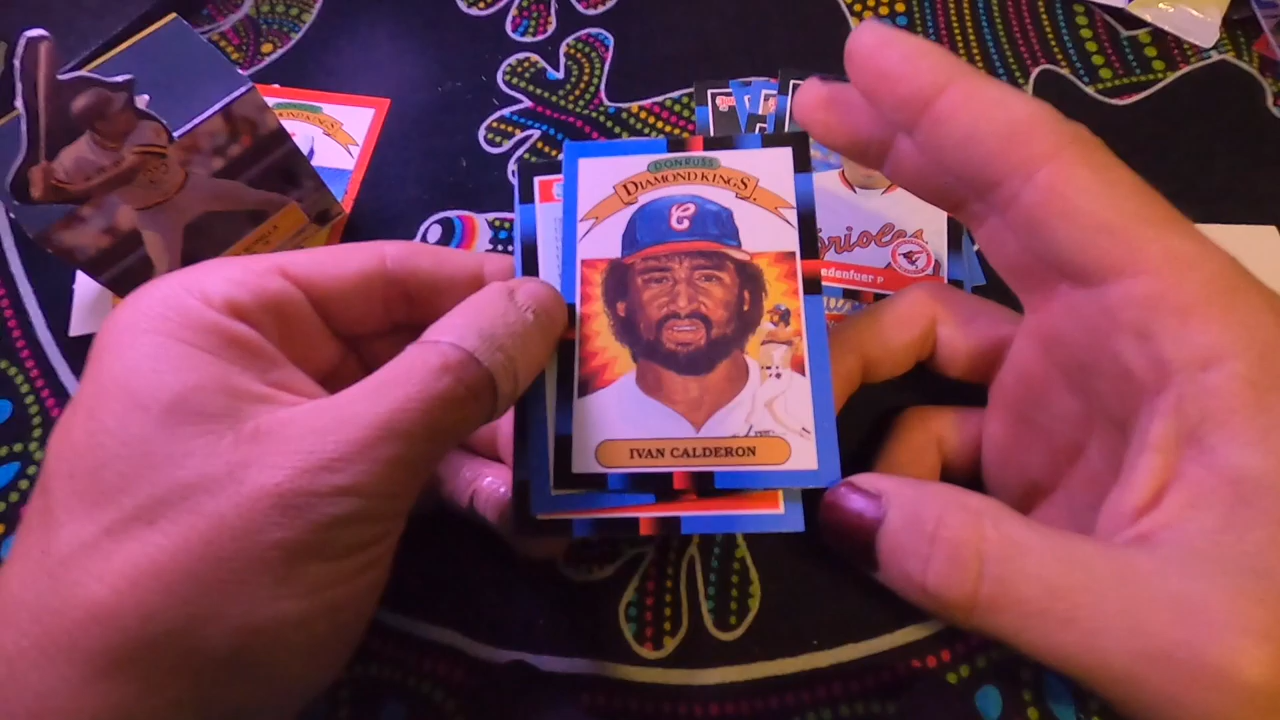 DONRUSS
DIAMOND KINGS
C
IVAN CALDERON
Orioles
edenfuer P